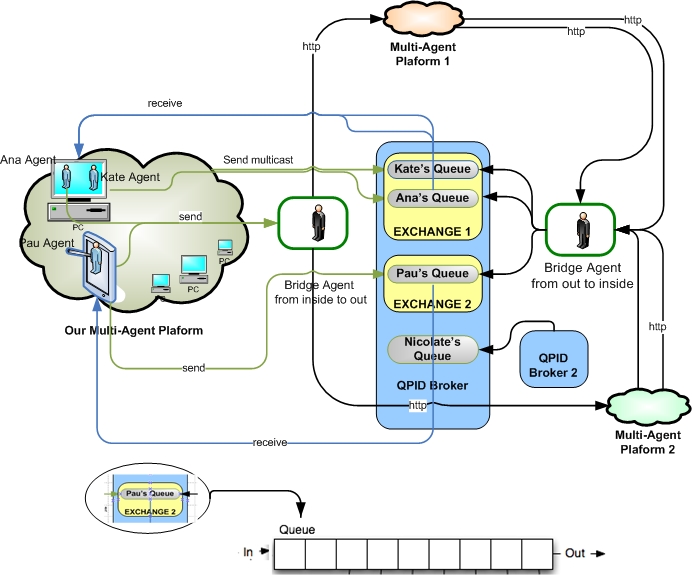 http
http
http
Multi-Agent
Plaform 1
receive
Ana Agent
Kate Agent
Send multicast
Kate's Queue
Ana's Queue
EXCHANGE 1
PC
send
Pau Agent
PC
PC
Bridge Agent
from inside to out
Bridge Agent
from out to inside
Pau's Queue
EXCHANGE 2
Our Multi-Agent Plaform
Nicolate's
Queue
QPID
Broker 2
QPID Broker
http
http
send
receive
Multi-Agent
Plaform 2
Pau's Queue
EXCHANGE 2
Queue
In
Out